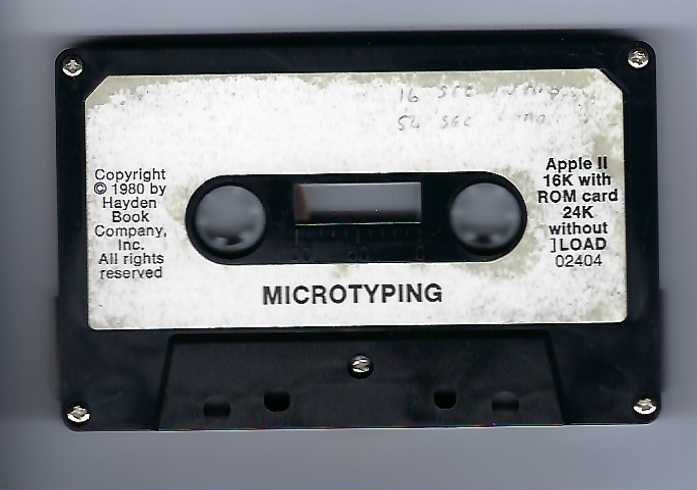 16 SEC
54 SEC
Copyright
© 1980 by
Hayden
Book
Company,
Inc.
All rights
reserved
Apple II
16K with
ROM card
24K
without
]LOAD
02404
MICROTYPING